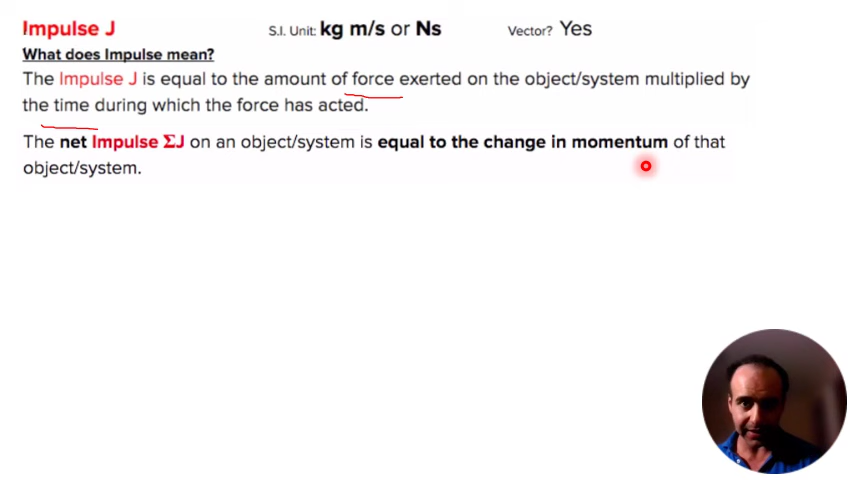 Impulse J S.I. Unit: kg m/s or Ns Vector? Yes
What does Impulse mean?
The Impulse J is equal to the amount of force exerted on the object/system multiplied by
the time during which the force has acted.
The net Impulse ΣJ on an object/system is equal to the change in momentum of that
object/system.